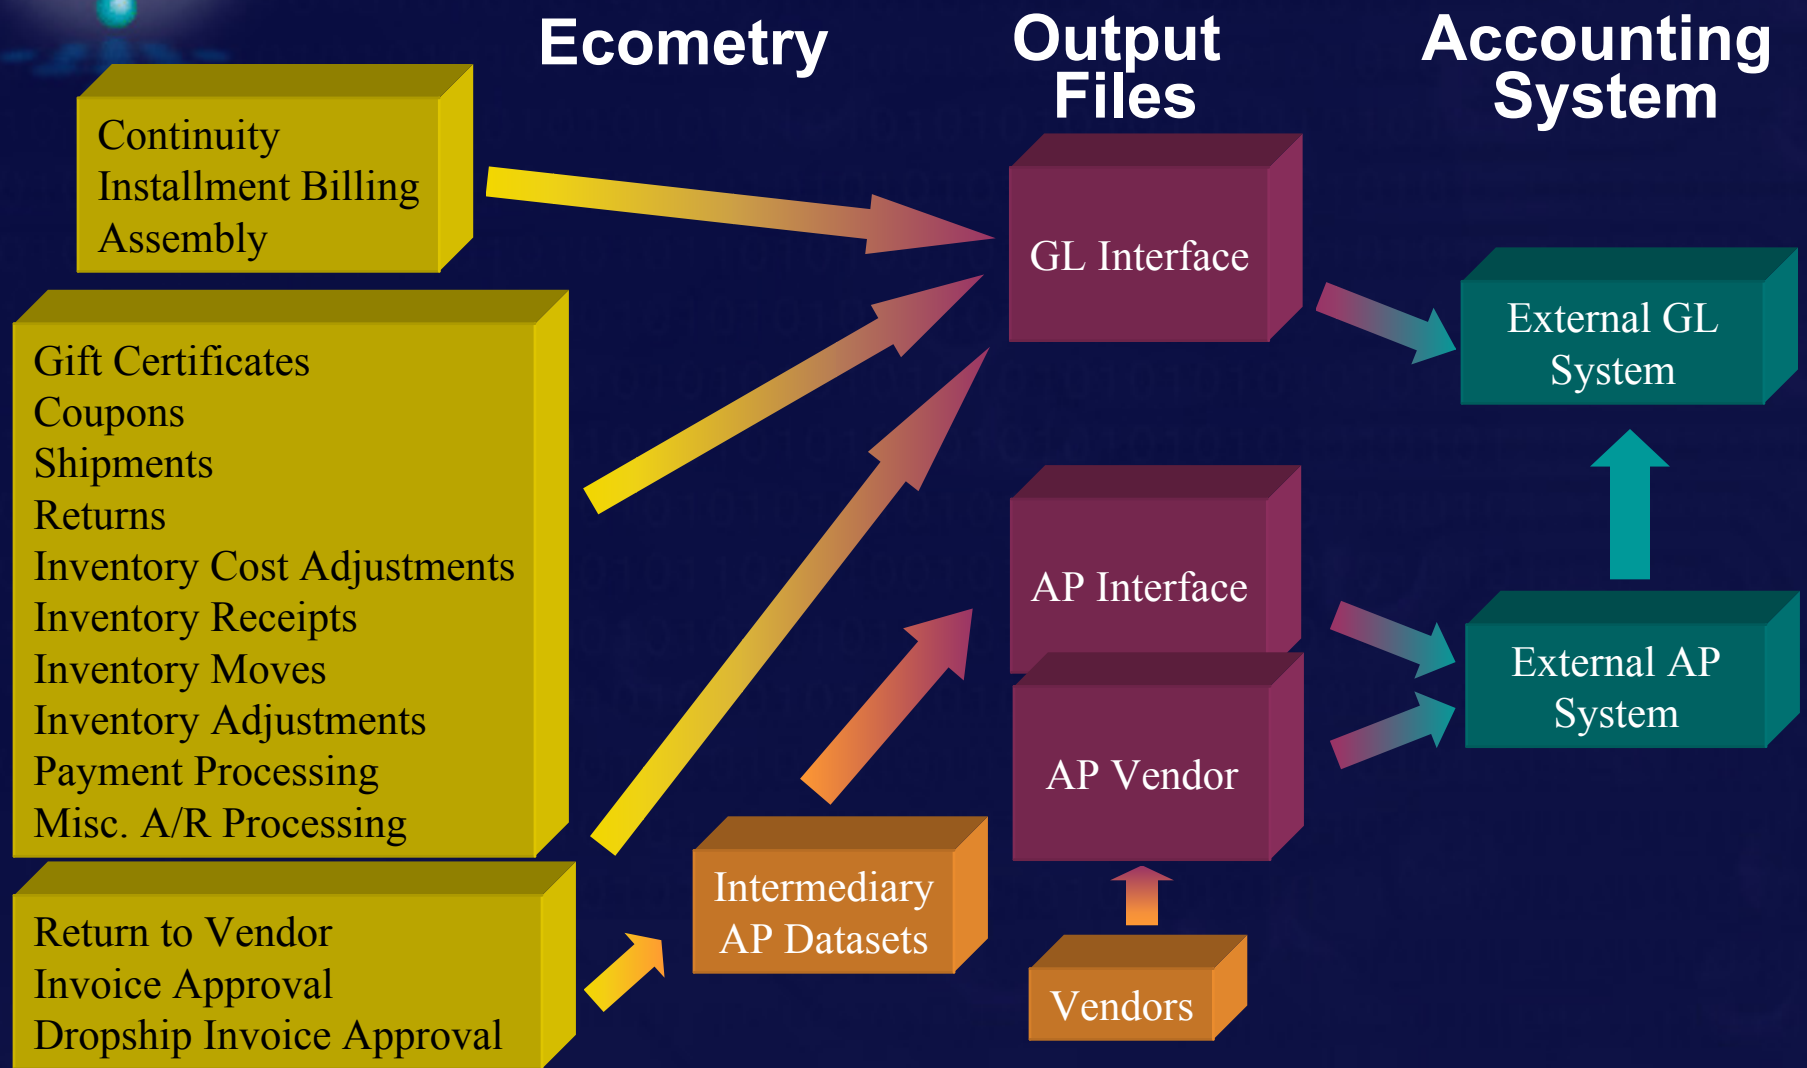 Ecometry
Output
Files
Accounting
System
Continuity
Installment Billing
Assembly
Gift Certificates
Coupons
Shipments
Returns
Inventory Cost Adjustments
Inventory Receipts
Inventory Moves
Inventory Adjustments
Payment Processing
Misc. A/R Processing
Return to Vendor
Invoice Approval
Dropship Invoice Approval
Intermediary
AP Datasets
GL Interface
AP Interface
AP Vendor
Vendors
External GL
System
External AP
System